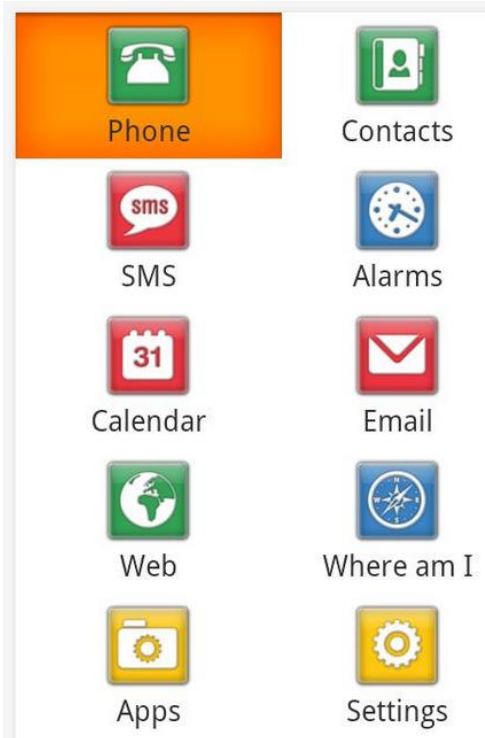 Phone Contacts
sms
SMS Alarms
31
Calendar Email
Web Where am I
Apps Settings